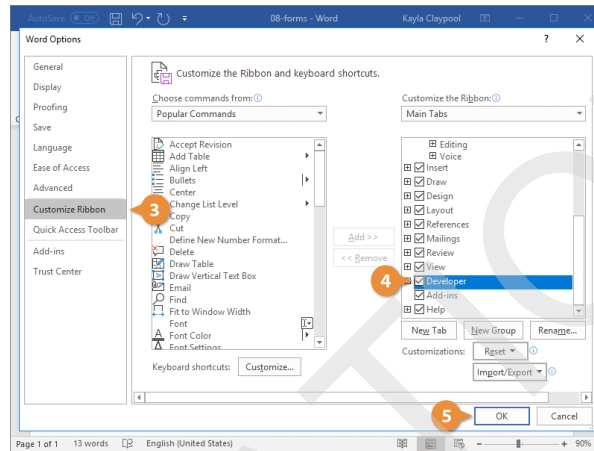 AutoSave Off 08-forms - Word Kayla Claypool
Word Options ? ×
General
Display
Proofing
Save
Language
Ease of Access
Advanced
Customize Ribbon
Quick Access Toolbar
Add-ins
Trust Center
3
Customize the Ribbon and keyboard shortcuts.
Choose commands from:
Popular Commands
Accept Revision
Add Table
Align Left
Bullets
Center
Change List Level
Copy
Cut
Define New Number Format...
Delete
Draw Table
Draw Vertical Text Box
Email
Find
Fit to Window Width
Font
Font Color
Font Settings
Keyboard shortcuts: Customize...
Add >>
<< Remove
Customize the Ribbon:
Main Tabs
Editing
Voice
Insert
Draw
Design
Layout
References
Mailings
Review
View
4
Developer
Add-ins
Help
New Tab New Group Rename...
Customizations: Reset
Import/Export
5
OK Cancel
Page 1 of 1 13 words English (United States) 90%